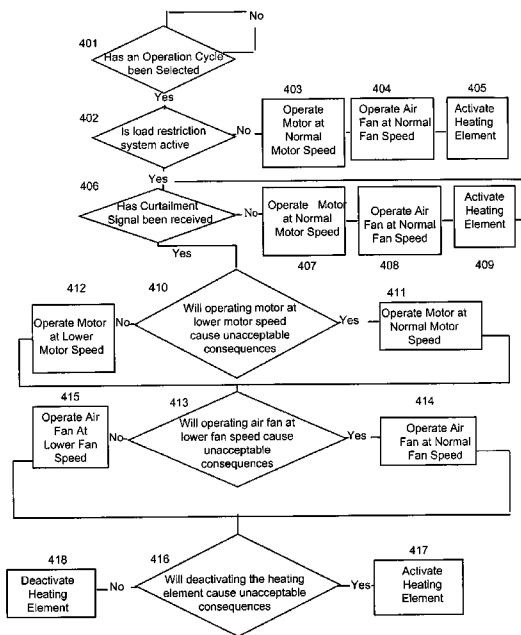 No
401
Has an Operation Cycle
been Selected
Yes
402
Is load restriction
system active
No
403
Operate
Motor at
Normal
Motor Speed
404
Operate Air
Fan at Normal
Fan Speed
405
Activate
Heating
Element
Yes
406
Has Curtailment
Signal been received
No
Operate Motor
at Normal
Motor Speed
407
Operate Air
Fan at Normal
Fan Speed
408
Activate
Heating
Element
409
Yes
412
Operate Motor
at Lower
Motor Speed
No
410
Will operating motor at
lower motor speed
cause unacceptable
consequences
Yes
411
Operate Motor at
Normal Motor
Speed
415
Operate Air
Fan At
Lower Fan
Speed
No
413
Will operating air fan at
lower fan speed cause
unacceptable
consequences
Yes
414
Operate Air
Fan at Normal
Fan Speed
418
Deactivate
Heating
Element
No
416
Will deactivating the heating
element cause unacceptable
consequences
Yes
417
Activate
Heating
Element